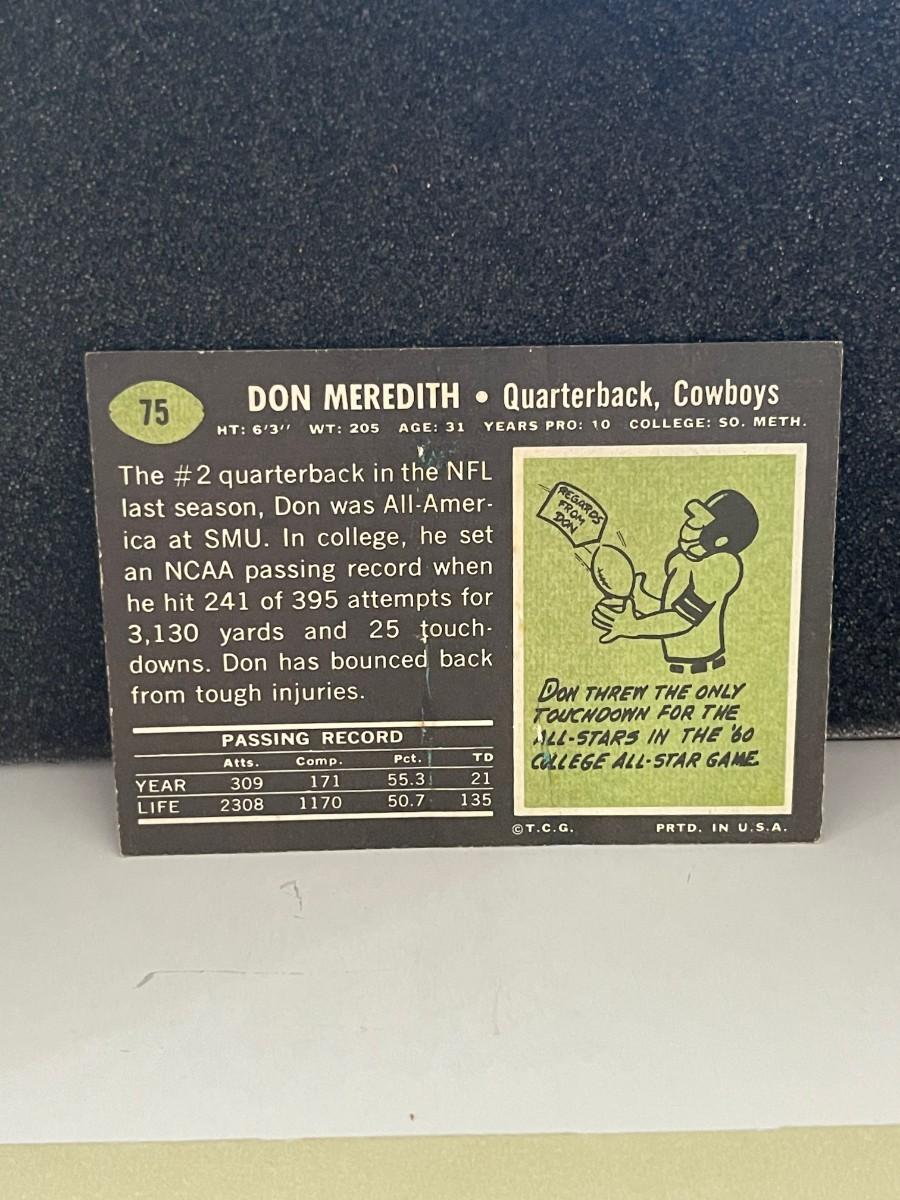 75
DON MEREDITH • Quarterback, Cowboys
HT: 6'3'' WT: 205 AGE: 31 YEARS PRO: 10 COLLEGE: SO. METH.
The #2 quarterback in the NFL
last season, Don was All-Amer-
ica at SMU. In college, he set
an NCAA passing record when
he hit 241 of 395 attempts for
3,130 yards and 25 touch-
downs. Don has bounced back
from tough injuries.
PASSING RECORD
Atts. Comp. Pct. TD
YEAR 309 171 55.3 21
LIFE 2308 1170 50.7 135
REGARDS
FROM
DON
DON THREW THE ONLY
TOUCHDOWN FOR THE
ALL-STARS IN THE '60
COLLEGE ALL-STAR GAME.
©T.C.G. PRTD. IN U.S.A.